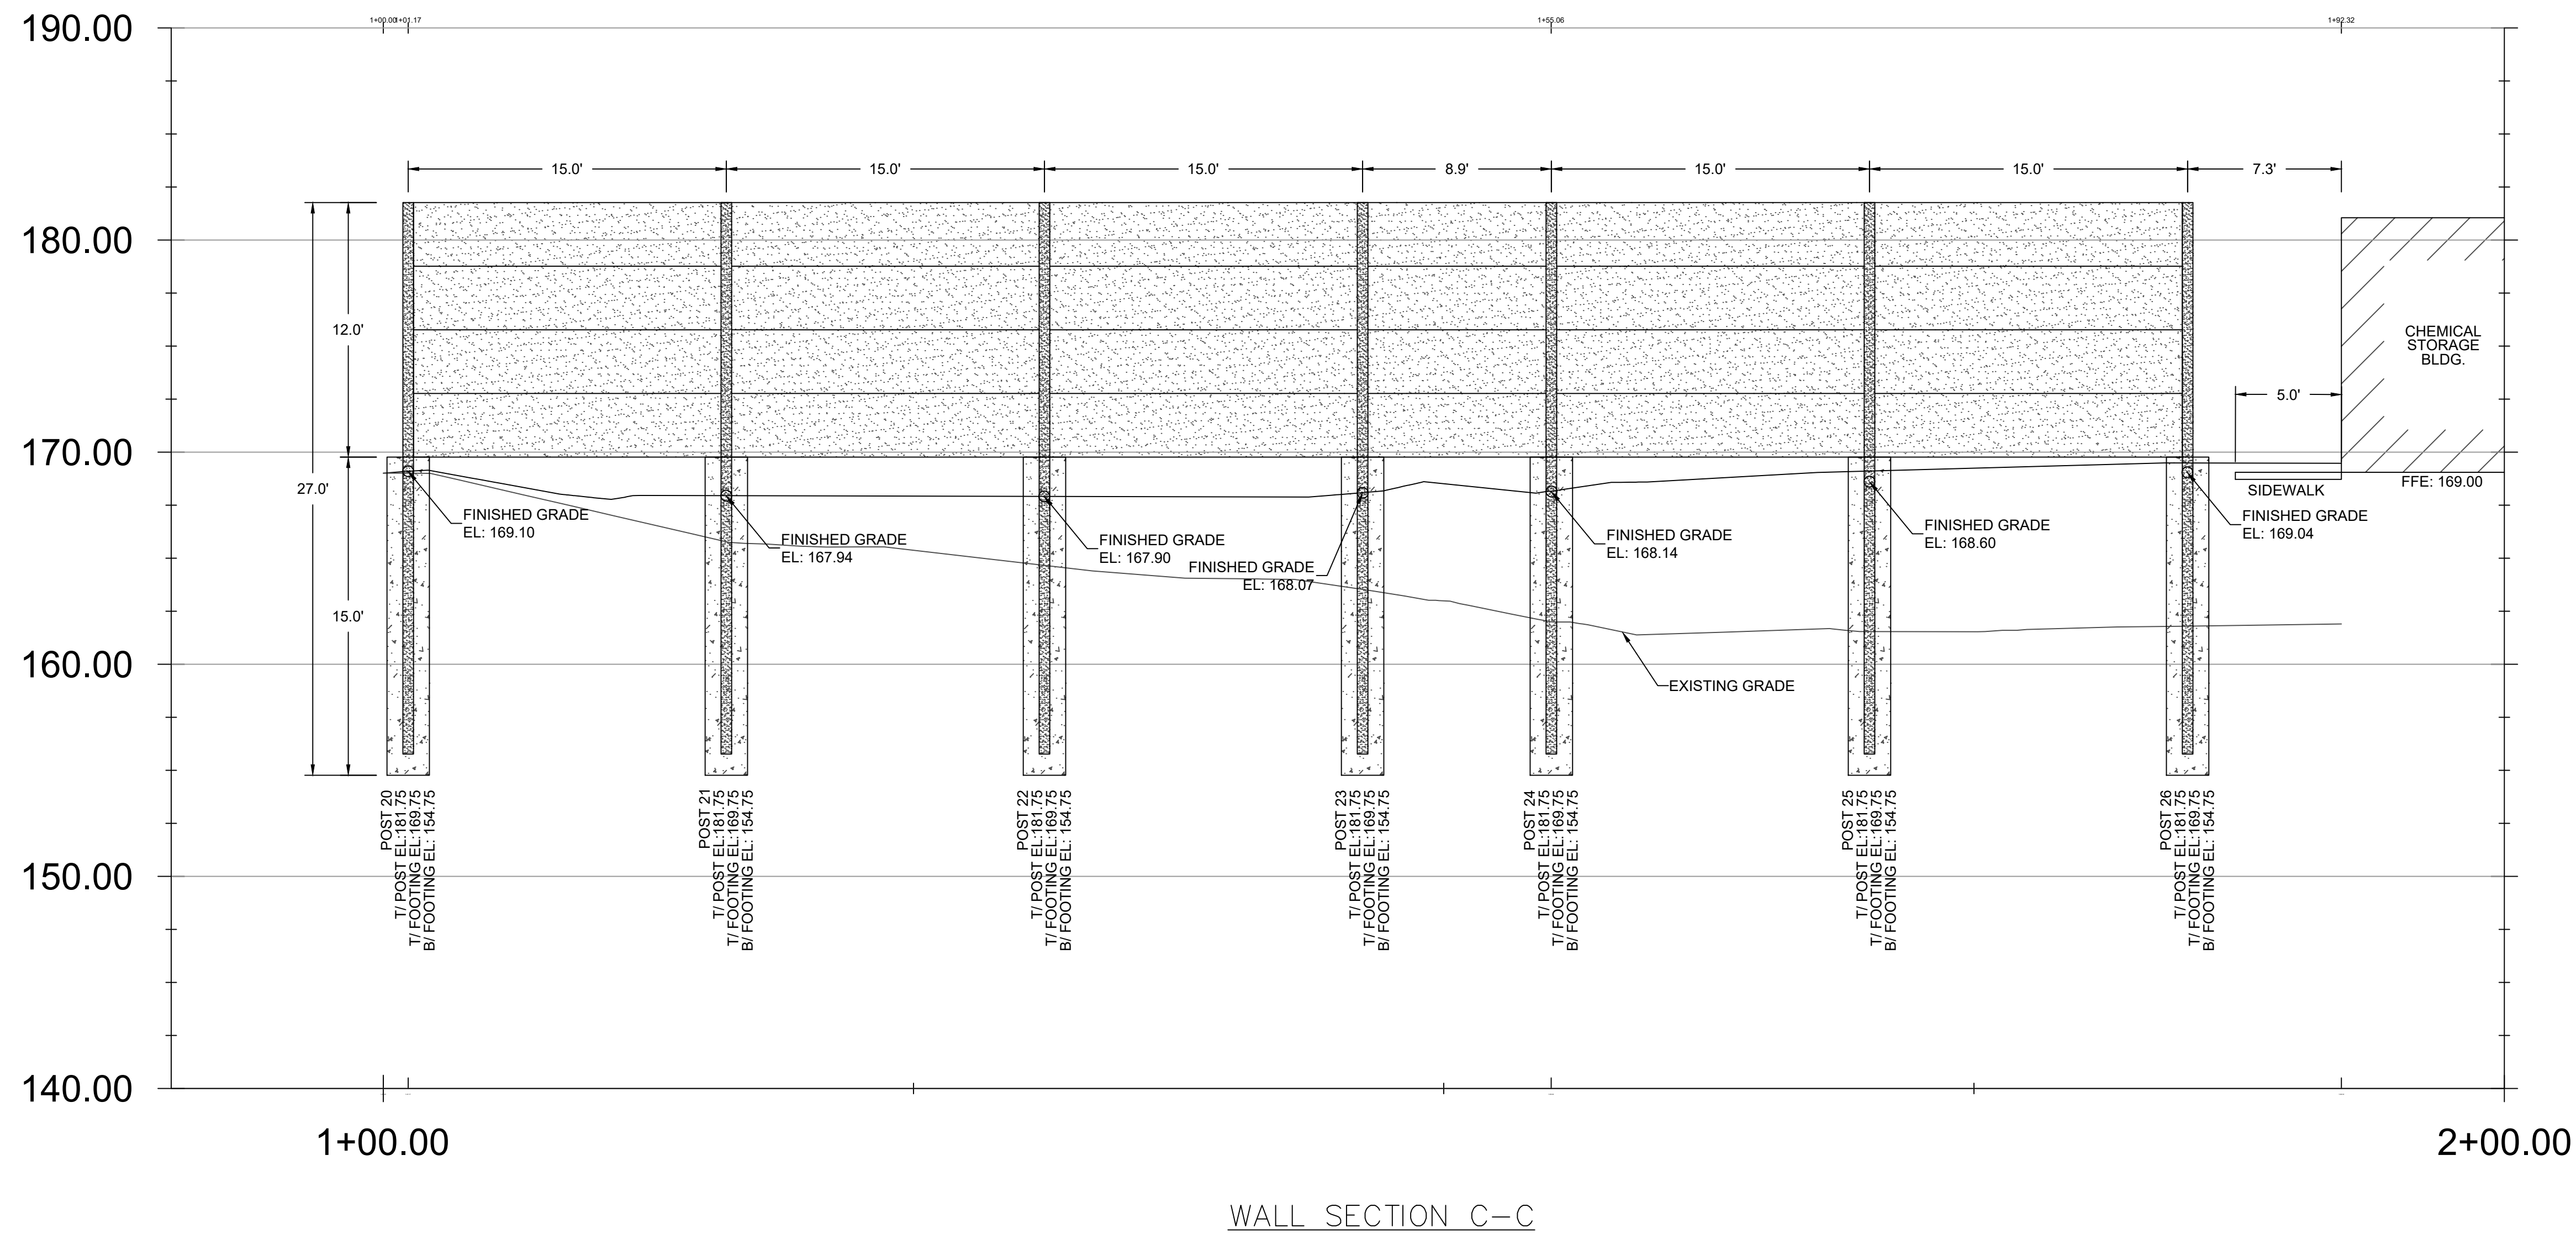 190.00
180.00
170.00
160.00
150.00
140.00
1+00.00
1+01.17
1+55.06
1+92.32
15.0'
15.0'
15.0'
8.9'
15.0'
15.0'
7.3'
12.0'
27.0'
15.0'
5.0'
CHEMICAL
STORAGE
BLDG.
SIDEWALK
FFE: 169.00
FINISHED GRADE
EL: 169.10
FINISHED GRADE
EL: 167.94
FINISHED GRADE
EL: 167.90
FINISHED GRADE
EL: 168.07
FINISHED GRADE
EL: 168.14
FINISHED GRADE
EL: 168.60
FINISHED GRADE
EL: 169.04
EXISTING GRADE
POST 20
T/ POST EL:181.75
T/ FOOTING EL:169.75
B/ FOOTING EL: 154.75
POST 21
T/ POST EL:181.75
T/ FOOTING EL:169.75
B/ FOOTING EL: 154.75
POST 22
T/ POST EL:181.75
T/ FOOTING EL:169.75
B/ FOOTING EL: 154.75
POST 23
T/ POST EL:181.75
T/ FOOTING EL:169.75
B/ FOOTING EL: 154.75
POST 24
T/ POST EL:181.75
T/ FOOTING EL:169.75
B/ FOOTING EL: 154.75
POST 25
T/ POST EL:181.75
T/ FOOTING EL:169.75
B/ FOOTING EL: 154.75
POST 26
T/ POST EL:181.75
T/ FOOTING EL:169.75
B/ FOOTING EL: 154.75
1+00.00
2+00.00
WALL SECTION C-C